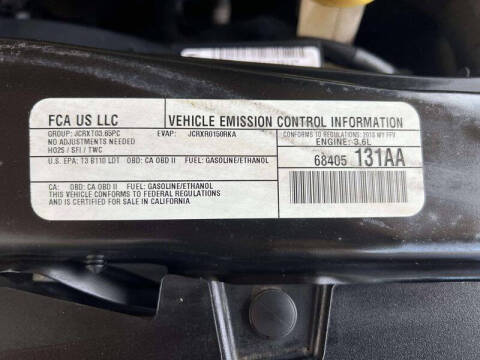 FCA US LLC
VEHICLE EMISSION CONTROL INFORMATION
GROUP: JCRXT03.65PC EVAP: JCRXR0150RKA
NO ADJUSTMENTS NEEDED
HO2S / SFI / TWC
CONFORMS TO REGULATIONS: 2018 MY FFV
ENGINE: 3.6L
U.S. EPA: T3 B110 LDT OBD: CA OBD II FUEL: GASOLINE/ETHANOL
68405 131AA
CA: OBD: CA OBD II FUEL: GASOLINE/ETHANOL
THIS VEHICLE CONFORMS TO FEDERAL REGULATIONS
AND IS CERTIFIED FOR SALE IN CALIFORNIA